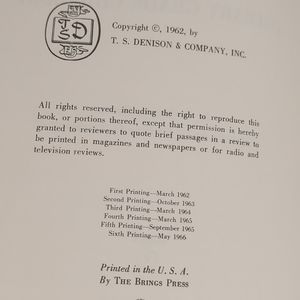 Copyright ©, 1962, by
T. S. DENISON & COMPANY, INC.
All rights reserved, including the right to reproduce this
book, or portions thereof, except that permission is hereby
granted to reviewers to quote brief passages in a review to
be printed in magazines and newspapers or for radio and
television reviews.
First Printing—March 1962
Second Printing—October 1963
Third Printing—March 1964
Fourth Printing—March 1965
Fifth Printing—September 1965
Sixth Printing—May 1966
Printed in the U. S. A.
By THE BRINGS PRESS